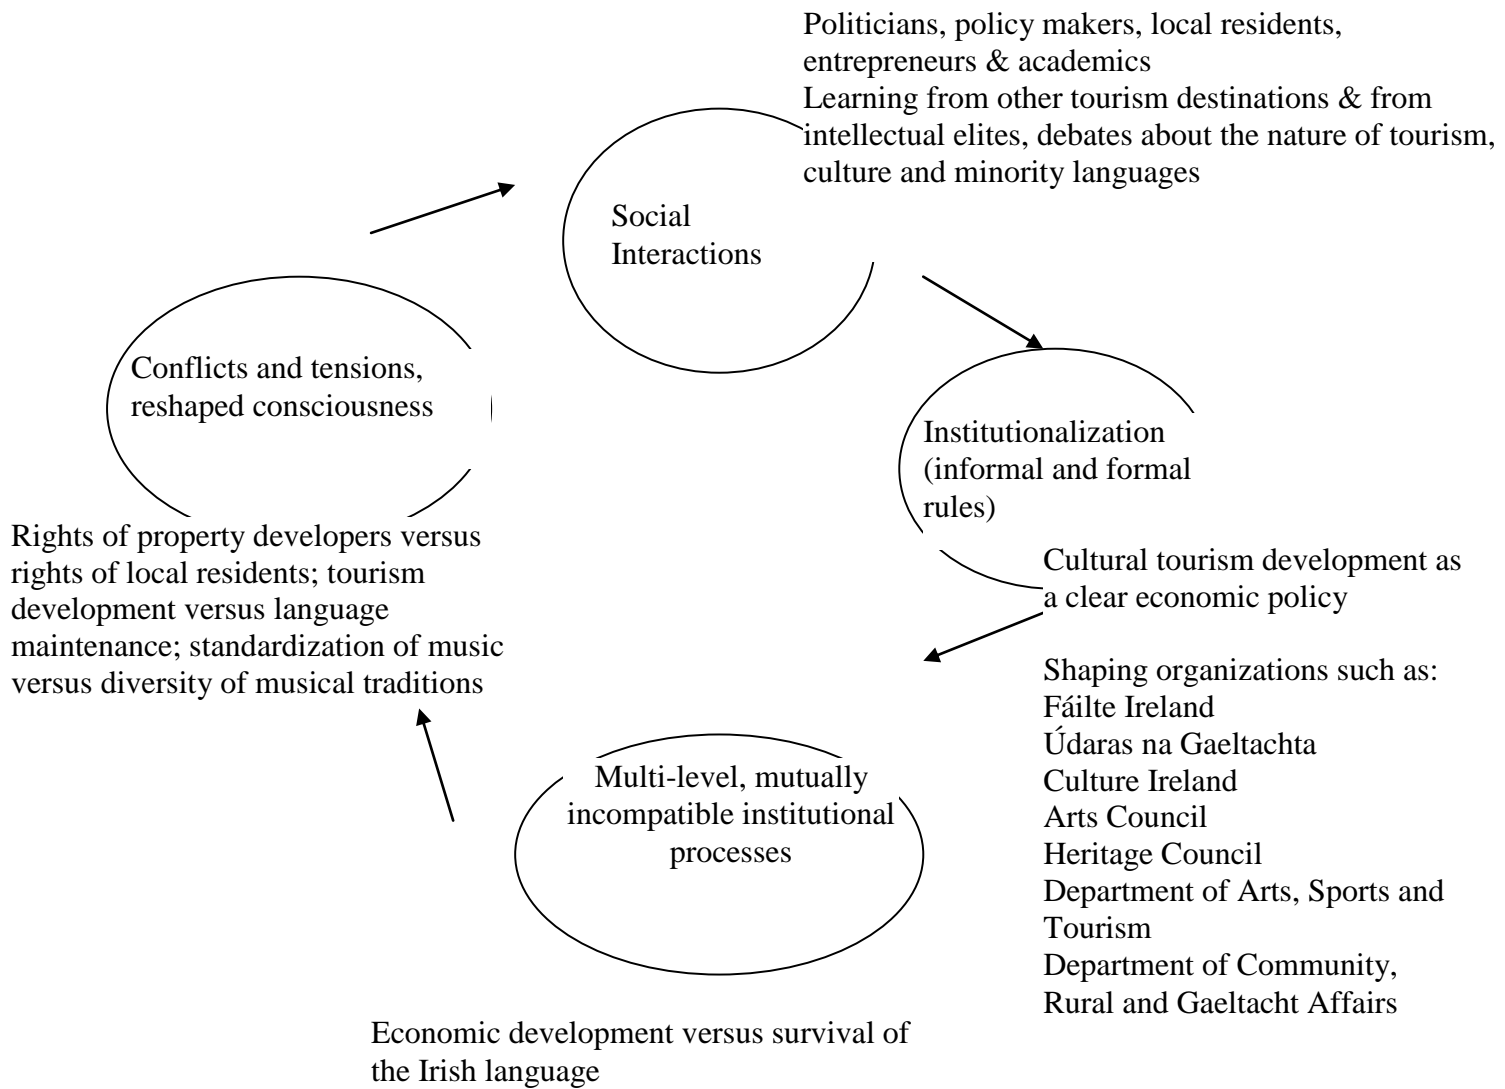 Politicians, policy makers, local residents,
entrepreneurs & academics
Learning from other tourism destinations & from
intellectual elites, debates about the nature of tourism,
culture and minority languages
Social
Interactions
Conflicts and tensions,
reshaped consciousness
Institutionalization
(informal and formal
rules)
Rights of property developers versus
rights of local residents; tourism
development versus language
maintenance; standardization of music
versus diversity of musical traditions
Cultural tourism development as
a clear economic policy
Shaping organizations such as:
Fáilte Ireland
Údaras na Gaeltachta
Culture Ireland
Arts Council
Heritage Council
Department of Arts, Sports and
Tourism
Department of Community,
Rural and Gaeltacht Affairs
Multi-level, mutually
incompatible institutional
processes
Economic development versus survival of
the Irish language